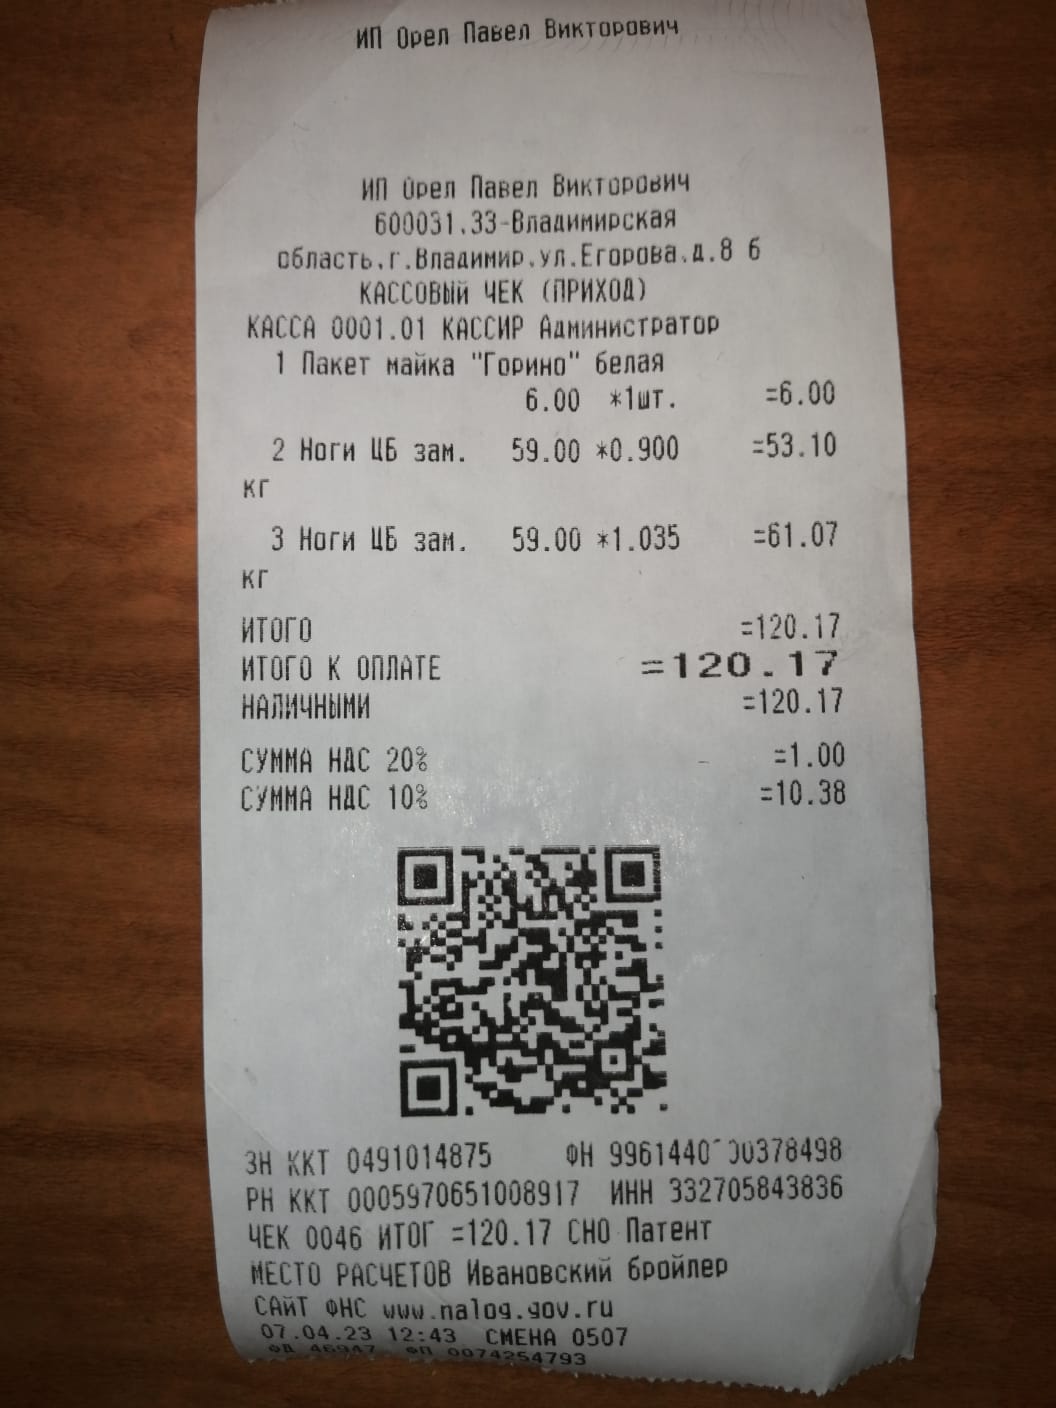 ИП Орел Павел Викторович
ИП Орел Павел Викторович
600031.33-Владимирская
область.г.Владимир.ул.Егорова.д.8 б
КАССОВЫЙ ЧЕК (ПРИХОД)
КАССА 0001.01 КАССИР Администратор
1 Пакет майка "Горино" белая
6.00 *1шт. =6.00
2 Ноги ЦБ зам. 59.00 *0.900 =53.10
кг
3 Ноги ЦБ зам. 59.00 *1.035 =61.07
кг
ИТОГО =120.17
ИТОГО К ОПЛАТЕ =120.17
НАЛИЧНЫМИ =120.17
СУММА НДС 20% =1.00
СУММА НДС 10% =10.38
ЗН ККТ 0491014875 ФН
РН ККТ 0005970651008917 ИНН 332705843836
ЧЕК 0046 ИТОГ =120.17 СНО Патент
МЕСТО РАСЧЕТОВ Ивановский бройлер
САЙТ ФНС www.nalog.gov.ru
07.04.23 12:43 СМЕНА 0507
ФД 46947 ФП 0074254793